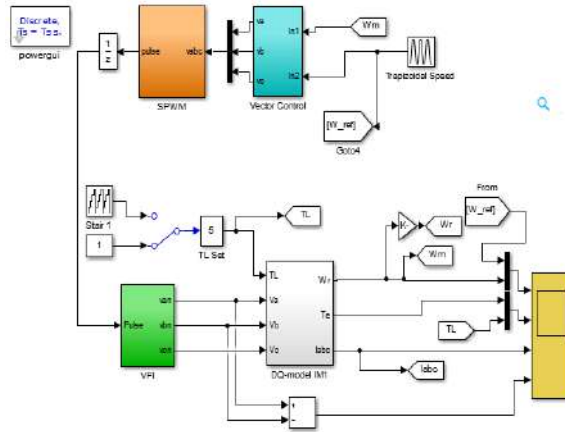 Discrete,
Ts = Ts s.
powergui
1
z
pulse
vabc
SPWM
va
vb
vc
In1
In2
Vector Control
Wm
Trapizoidal Speed
[W_ref]
Goto4
Stair 1
1
5
TL Set
TL
K-
Wr
Wm
From
[W_ref]
TL
Va
Vb
Vc
Wr
Te
Iabc
DQ-model IM1
Pulse
van
vbn
vcn
VFI
TL
Iabc
+
−